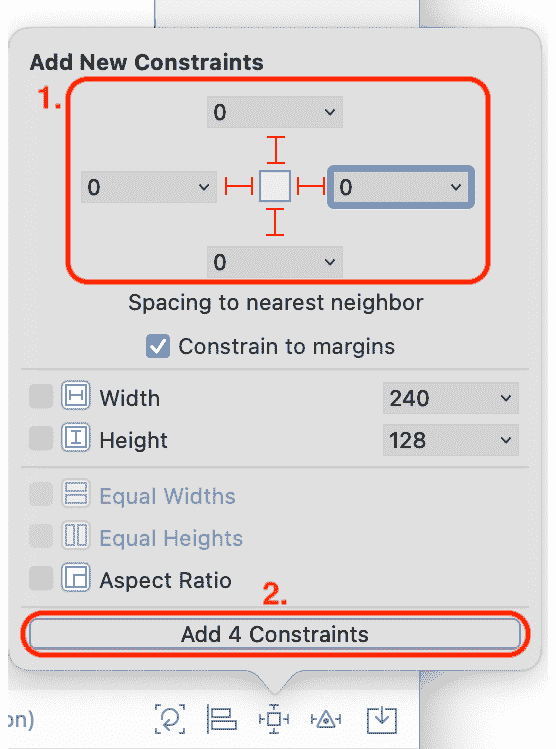 Add New Constraints
1.
0
0
0
0
Spacing to nearest neighbor
Constrain to margins
Width
240
Height
128
Equal Widths
Equal Heights
Aspect Ratio
2.
Add 4 Constraints
on)